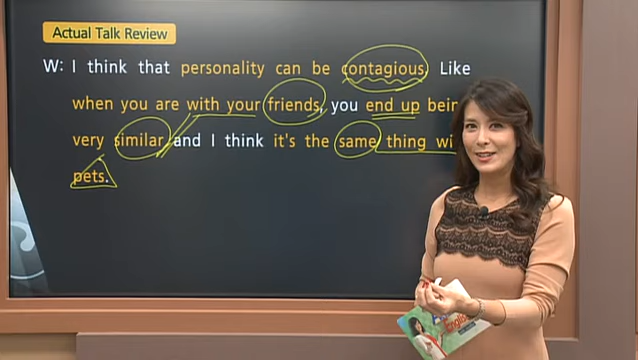 Actual Talk Review
W: I think that personality can be contagious, Like
when you are with your friends, you end up
very similar and I think it's the same thing
pets.